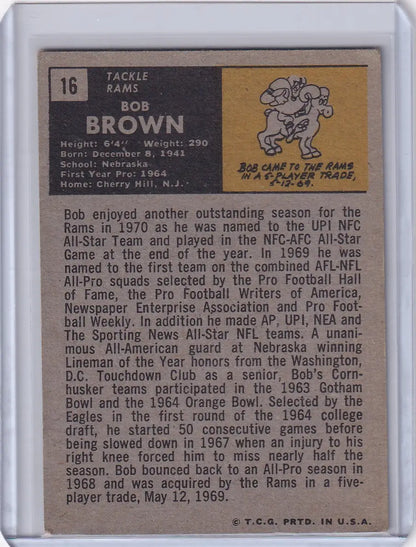 16
TACKLE
RAMS
BOB
BROWN
Height: 6'4" Weight: 290
Born: December 8, 1941
School: Nebraska
First Year Pro: 1964
Home: Cherry Hill, N.J.
BOB CAME TO THE RAMS
IN A 5-PLAYER TRADE,
5-12-69.
Bob enjoyed another outstanding season for the
Rams in 1970 as he was named to the UPI NFC
All-Star Team and played in the NFC-AFC All-Star
Game at the end of the year. In 1969 he was
named to the first team on the combined AFL-NFL
All-Pro squads selected by the Pro Football Hall
of Fame, the Pro Football Writers of America,
Newspaper Enterprise Association and Pro Foot-
ball Weekly. In addition he made AP, UPI, NEA and
The Sporting News All-Star NFL teams. A unani-
mous All-American guard at Nebraska winning
Lineman of the Year honors from the Washington,
D.C. Touchdown Club as a senior, Bob's Corn-
husker teams participated in the 1963 Gotham
Bowl and the 1964 Orange Bowl. Selected by the
Eagles in the first round of the 1964 college
draft, he started 50 consecutive games before
being slowed down in 1967 when an injury to his
right knee forced him to miss nearly half the
season. Bob bounced back to an All-Pro season in
1968 and was acquired by the Rams in a five-
player trade, May 12, 1969.
© T.C.G. PRTD. IN U.S.A.